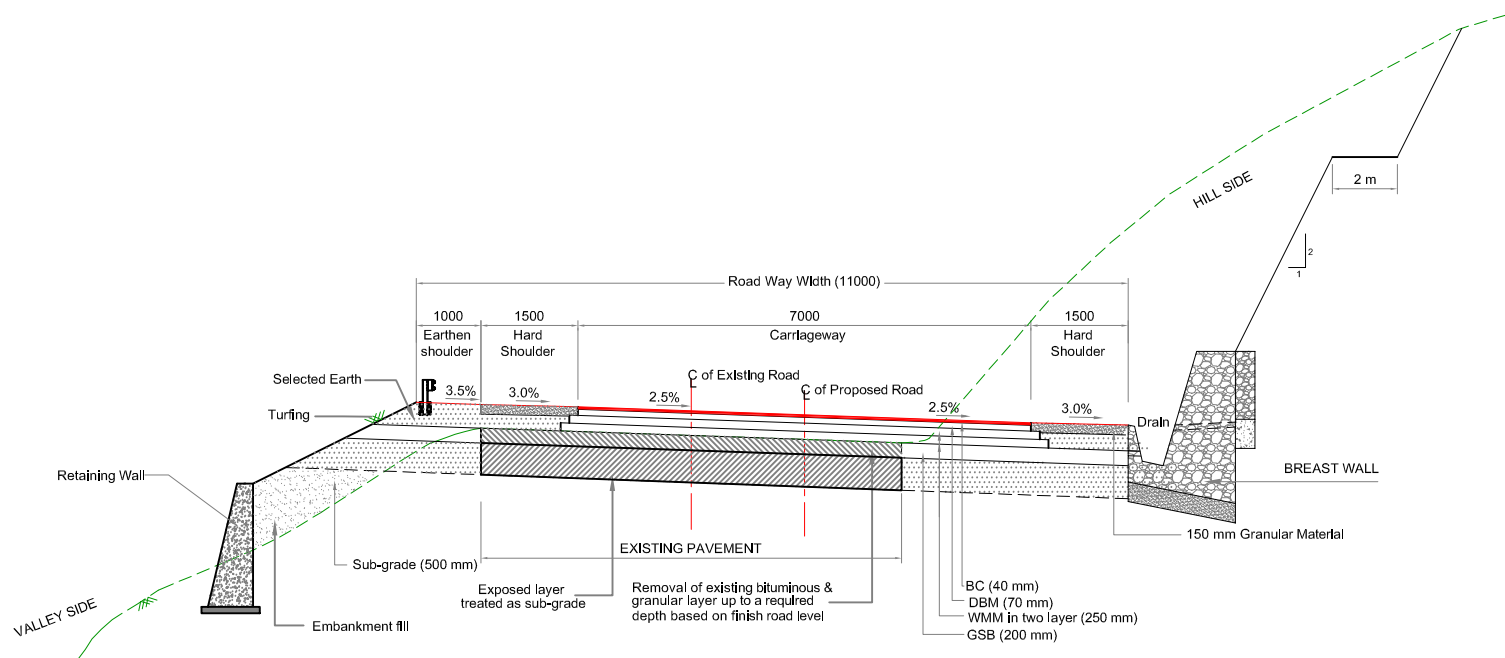 HILL SIDE
2 m
2
1
Road Way Width (11000)
1000
1500
7000
1500
Earthen
shoulder
Hard
Shoulder
Carriageway
Hard
Shoulder
Selected Earth
3.5%
3.0%
2.5%
C L of Existing Road
C L of Proposed Road
2.5%
3.0%
Turfing
Drain
Retaining Wall
BREAST WALL
150 mm Granular Material
EXISTING PAVEMENT
Sub-grade (500 mm)
Exposed layer
treated as sub-grade
Removal of existing bituminous &
granular layer up to a required
depth based on finish road level
BC (40 mm)
DBM (70 mm)
WMM in two layer (250 mm)
GSB (200 mm)
VALLEY SIDE
Embankment fill